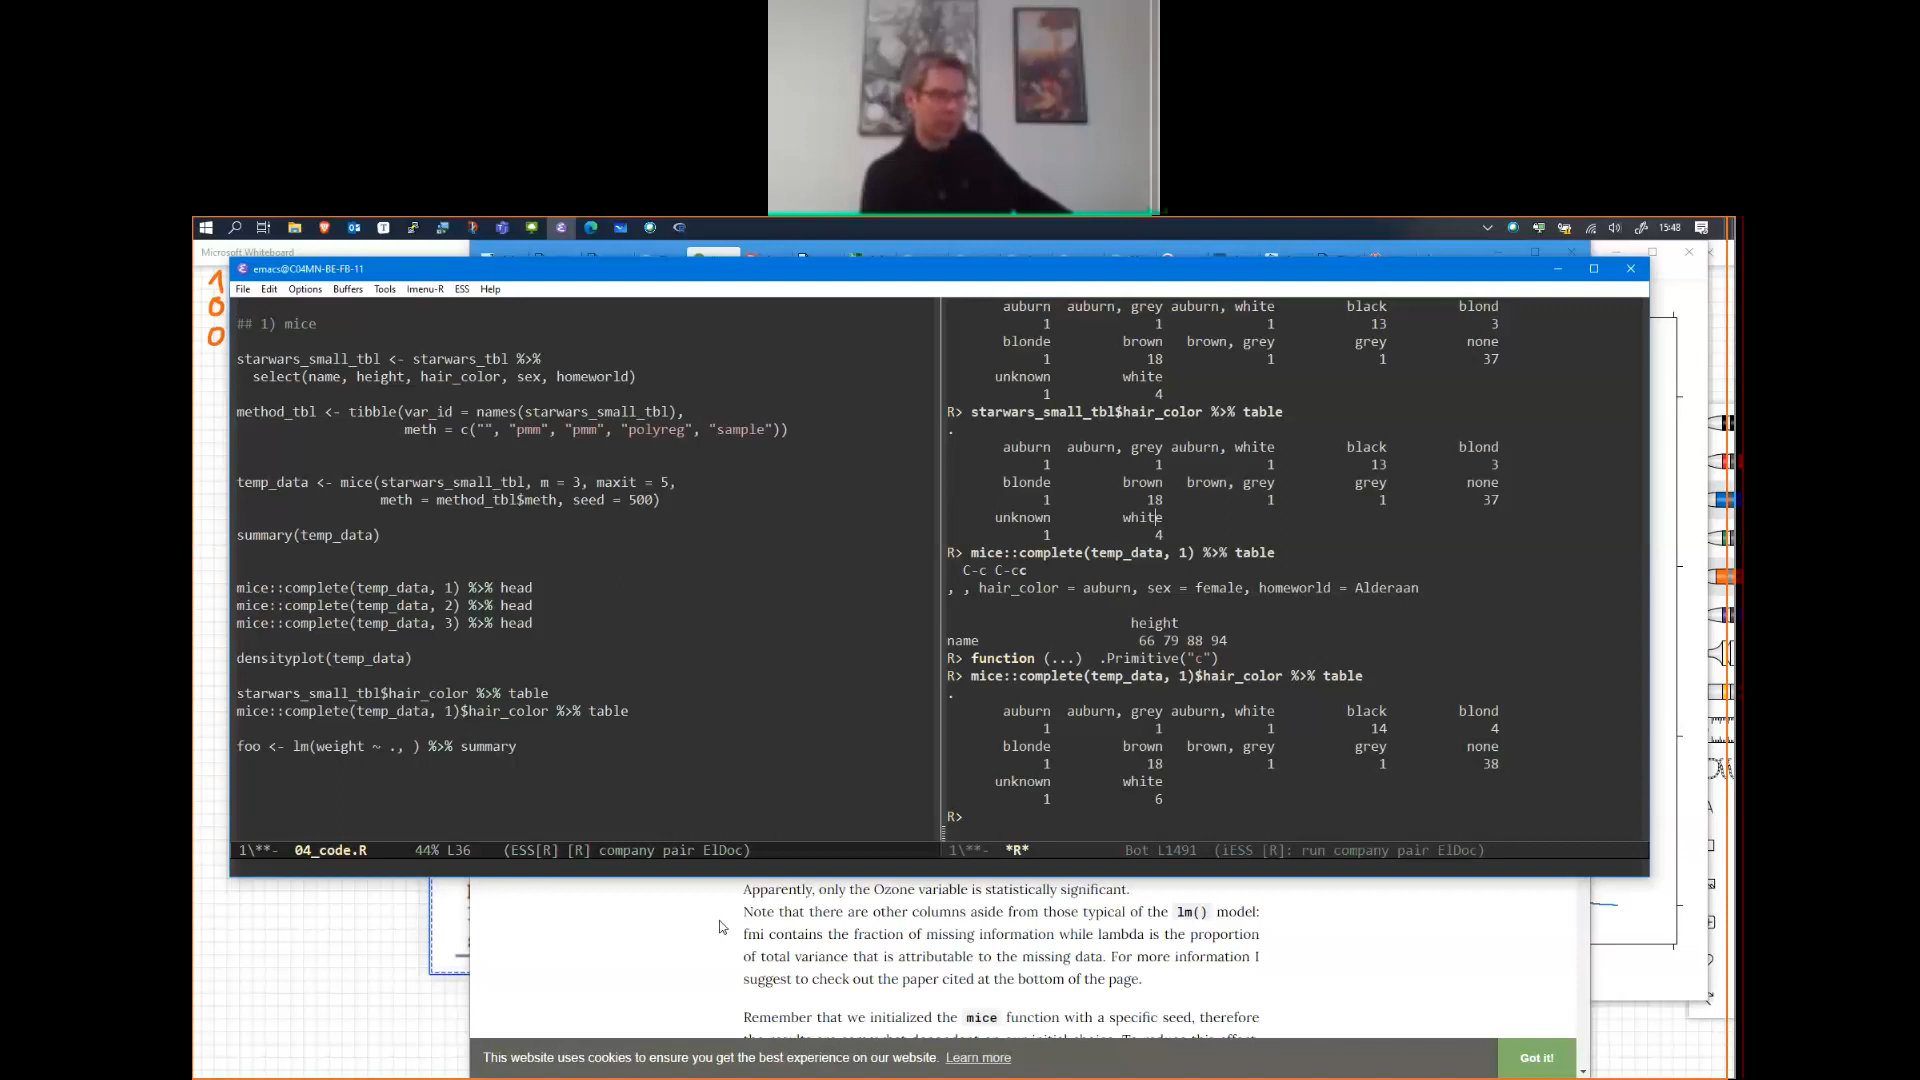 15:48
Microsoft Whiteboard
1
0
0
emacs@C04MN-BE-FB-11
File Edit Options Buffers Tools Imenu-R ESS Help
## 1) mice
starwars_small_tbl <- starwars_tbl %>%
select(name, height, hair_color, sex, homeworld)
method_tbl <- tibble(var_id = names(starwars_small_tbl),
meth = c("", "pmm", "pmm", "polyreg", "sample"))
temp_data <- mice(starwars_small_tbl, m = 3, maxit = 5,
meth = method_tbl$meth, seed = 500)
summary(temp_data)
mice::complete(temp_data, 1) %>% head
mice::complete(temp_data, 2) %>% head
mice::complete(temp_data, 3) %>% head
densityplot(temp_data)
starwars_small_tbl$hair_color %>% table
mice::complete(temp_data, 1)$hair_color %>% table
foo <- lm(weight ~ ., ) %>% summary
1\**- 04_code.R 44% L36 (ESS[R] [R] company pair ElDoc)
auburn auburn, grey auburn, white black blond
1 1 1 13 3
blonde brown brown, grey grey none
1 18 1 1 37
unknown white
1 4
R> starwars_small_tbl$hair_color %>% table
.
auburn auburn, grey auburn, white black blond
1 1 1 13 3
blonde brown brown, grey grey none
1 18 1 1 37
unknown white
1 4
R> mice::complete(temp_data, 1) %>% table
C-c C-cc
, , hair_color = auburn, sex = female, homeworld = Alderaan
height
name 66 79 88 94
R> function (...) .Primitive("c")
R> mice::complete(temp_data, 1)$hair_color %>% table
.
auburn auburn, grey auburn, white black blond
1 1 1 14 4
blonde brown brown, grey grey none
1 18 1 1 38
unknown white
1 6
R>
1\**- *R* Bot L1491 (iESS [R]: run company pair ElDoc)
Apparently, only the Ozone variable is statistically significant.
Note that there are other columns aside from those typical of the lm() model:
fmi contains the fraction of missing information while lambda is the proportion
of total variance that is attributable to the missing data. For more information I
suggest to check out the paper cited at the bottom of the page.
Remember that we initialized the mice function with a specific seed, therefore
This website uses cookies to ensure you get the best experience on our website. Learn more
Got it!